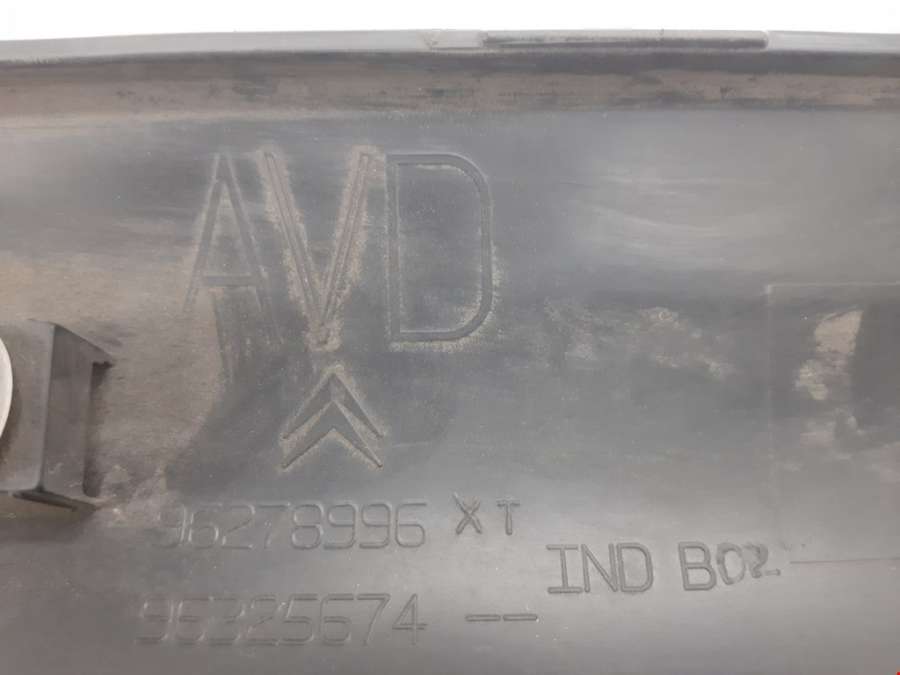 AVD
96278996 XT
IND B02
96325674 --